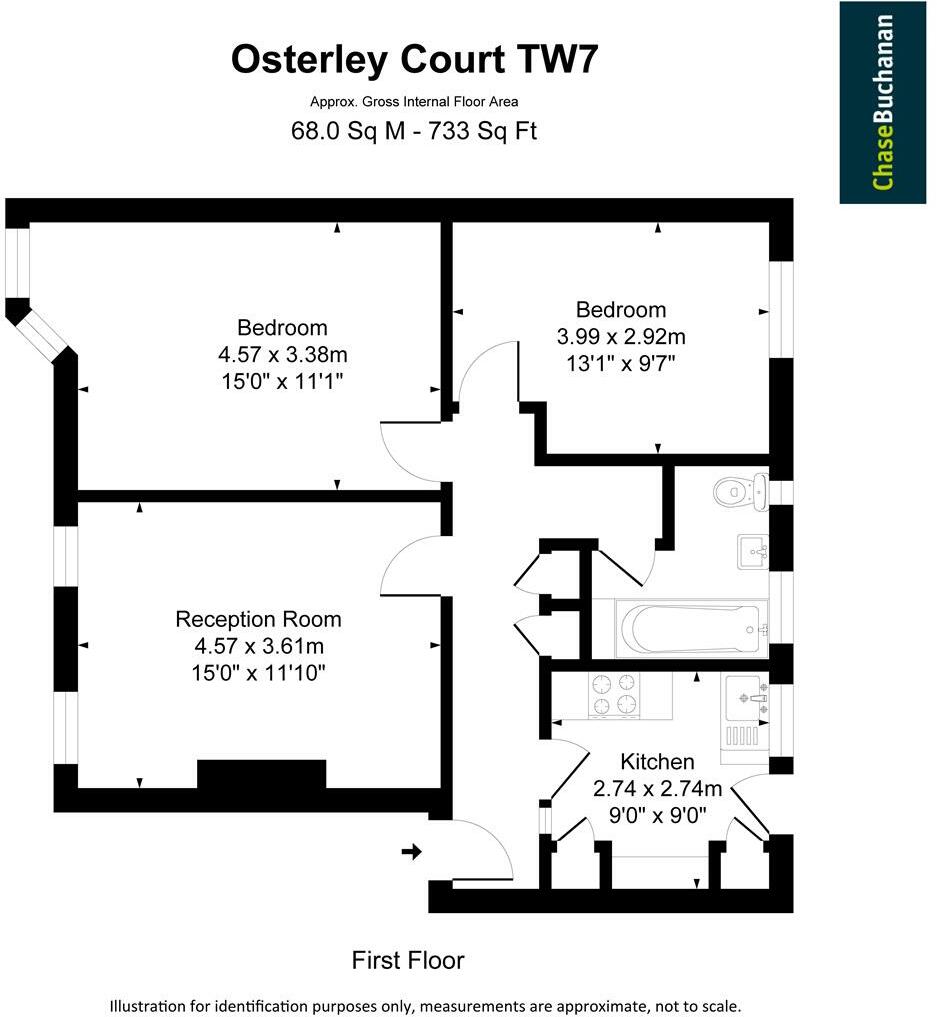 Osterley Court TW7
Approx. Gross Internal Floor Area
68.0 Sq M - 733 Sq Ft
ChaseBuchanan
Bedroom
4.57 x 3.38m
15'0" x 11'1"
Bedroom
3.99 x 2.92m
13'1" x 9'7"
Reception Room
4.57 x 3.61m
15'0" x 11'10"
Kitchen
2.74 x 2.74m
9'0" x 9'0"
First Floor
Illustration for identification purposes only, measurements are approximate, not to scale.